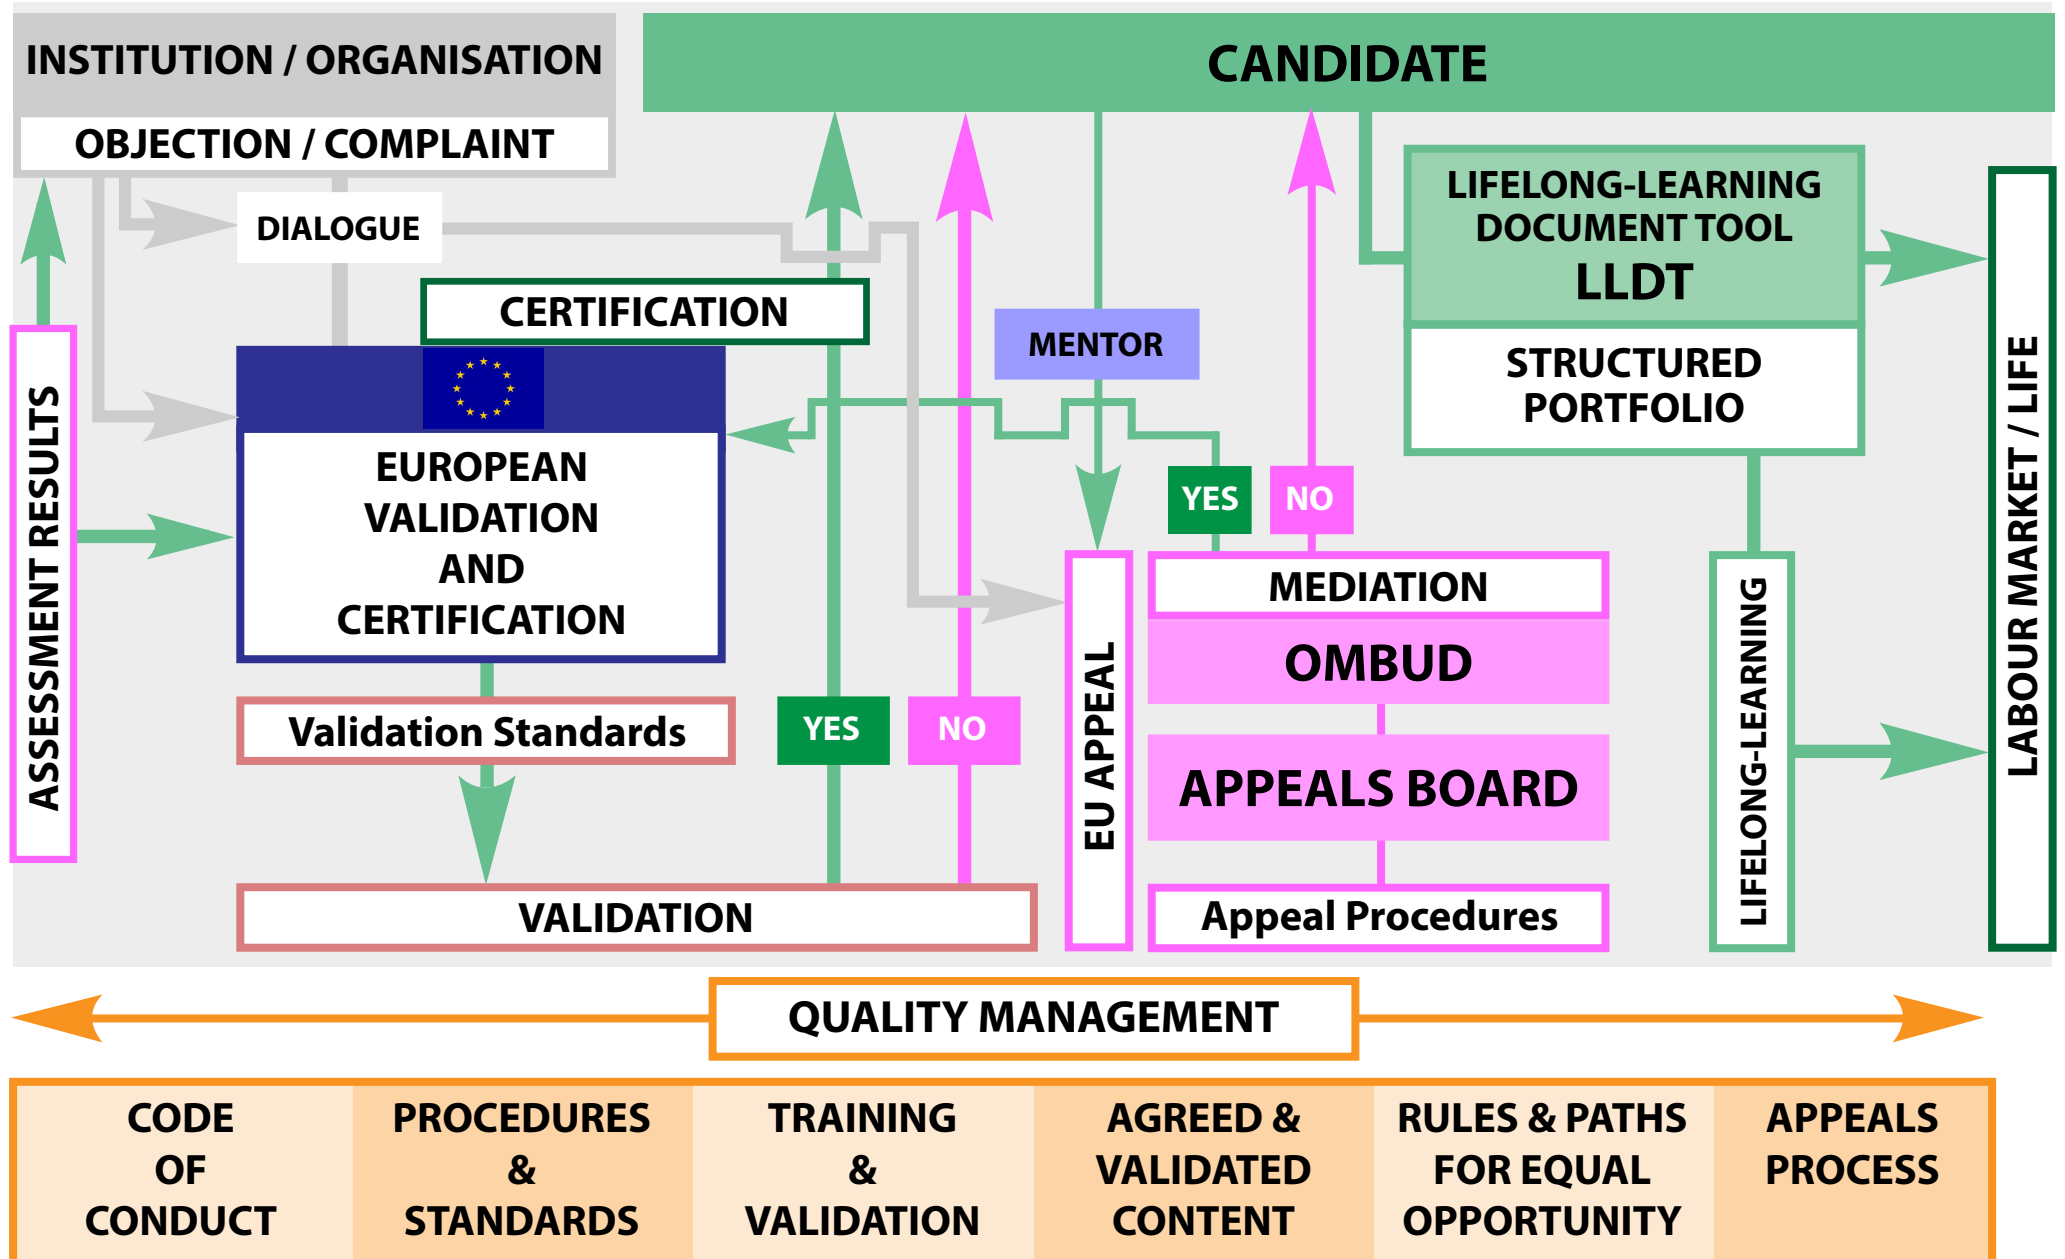 INSTITUTION / ORGANISATION
OBJECTION / COMPLAINT
CANDIDATE
DIALOGUE
CERTIFICATION
MENTOR
LIFELONG-LEARNING
DOCUMENT TOOL
LLDT
STRUCTURED
PORTFOLIO
ASSESSMENT RESULTS
EUROPEAN
VALIDATION
AND
CERTIFICATION
YES
NO
MEDIATION
OMBUD
APPEALS BOARD
Appeal Procedures
EU APPEAL
LIFELONG-LEARNING
LABOUR MARKET / LIFE
Validation Standards
YES
NO
VALIDATION
QUALITY MANAGEMENT
CODE
OF
CONDUCT
PROCEDURES
&
STANDARDS
TRAINING
&
VALIDATION
AGREED &
VALIDATED
CONTENT
RULES & PATHS
FOR EQUAL
OPPORTUNITY
APPEALS
PROCESS